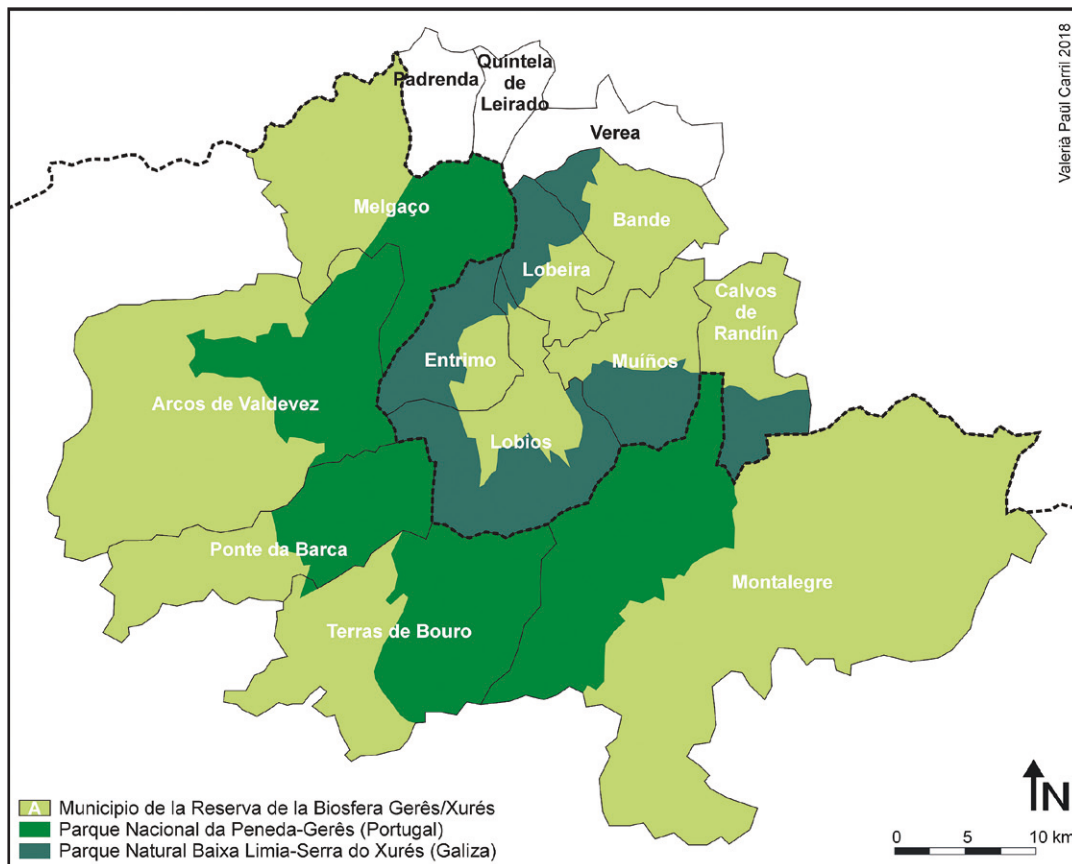 Valerià Paül Carril 2018
Padrenda
Quintela
de
Leirado
Verea
Melgaço
Bande
Lobeira
Calvos
de
Randín
Entrimo
Muíños
Arcos de Valdevez
Lobios
Ponte da Barca
Montalegre
Terras de Bouro
A Municipio de la Reserva de la Biosfera Gerês/Xurés
Parque Nacional da Peneda-Gerês (Portugal)
Parque Natural Baixa Limia-Serra do Xurés (Galiza)
N
0 5 10 km